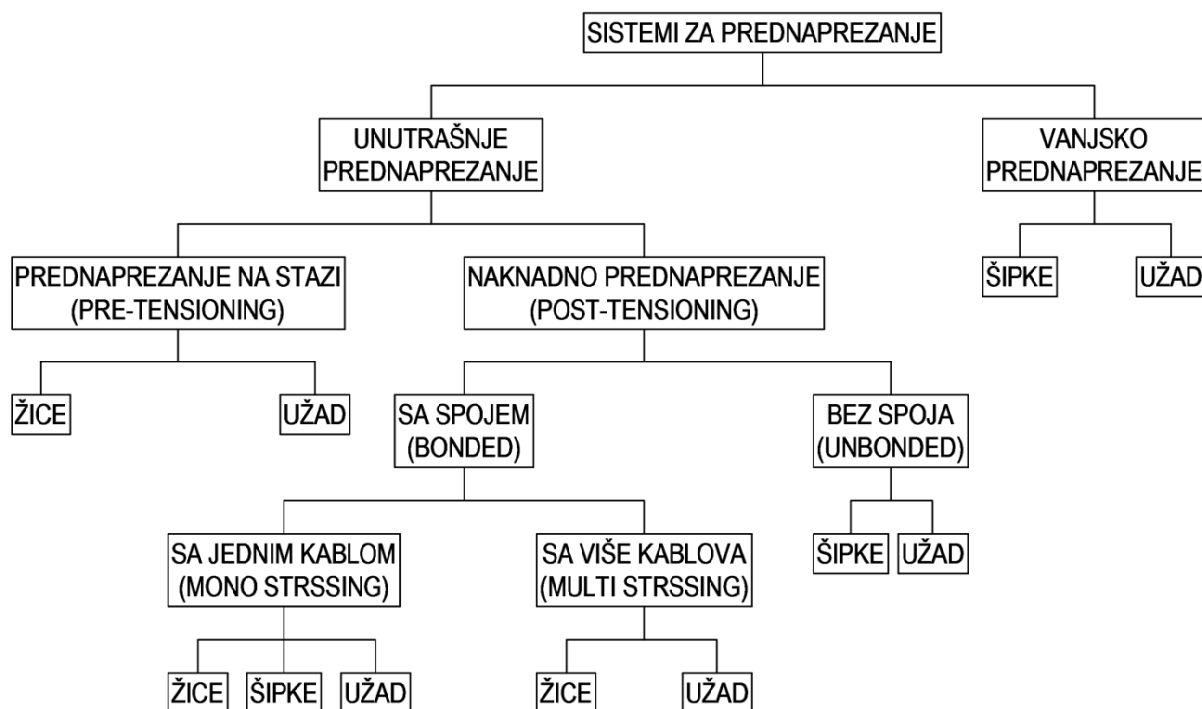 SISTEMI ZA PREDNAPREZANJE
UNUTRAŠNJE
PREDNAPREZANJE
VANJSKO
PREDNAPREZANJE
PREDNAPREZANJE NA STAZI
(PRE-TENSIONING)
NAKNADNO PREDNAPREZANJE
(POST-TENSIONING)
ŠIPKE
UŽAD
ŽICE
UŽAD
SA SPOJEM
(BONDED)
BEZ SPOJA
(UNBONDED)
SA JEDNIM KABLOM
(MONO STRSSING)
SA VIŠE KABLOVA
(MULTI STRSSING)
ŠIPKE
UŽAD
ŽICE
ŠIPKE
UŽAD
ŽICE
UŽAD